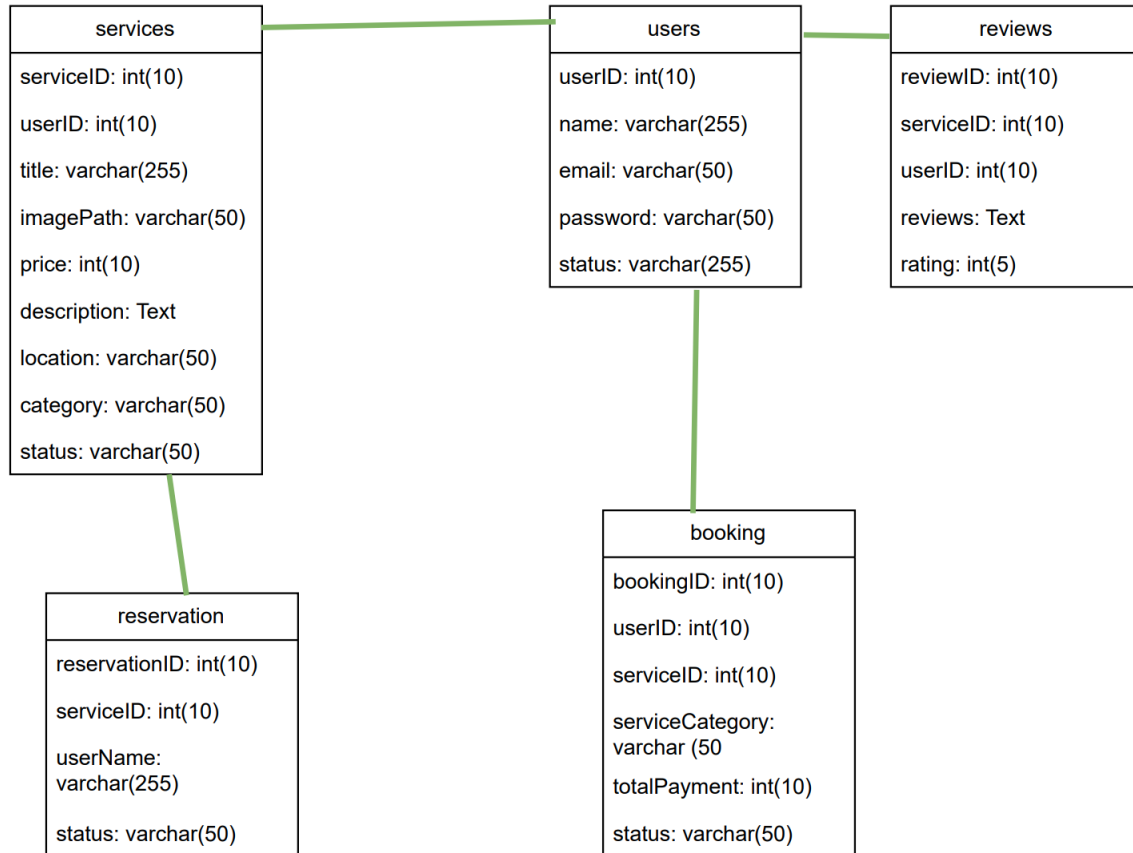 services
serviceID: int(10)
userID: int(10)
title: varchar(255)
imagePath: varchar(50)
price: int(10)
description: Text
location: varchar(50)
category: varchar(50)
status: varchar(50)
users
userID: int(10)
name: varchar(255)
email: varchar(50)
password: varchar(50)
status: varchar(255)
reviews
reviewID: int(10)
serviceID: int(10)
userID: int(10)
reviews: Text
rating: int(5)
reservation
reservationID: int(10)
serviceID: int(10)
userName:
varchar(255)
status: varchar(50)
booking
bookingID: int(10)
userID: int(10)
serviceID: int(10)
serviceCategory:
varchar (50
totalPayment: int(10)
status: varchar(50)